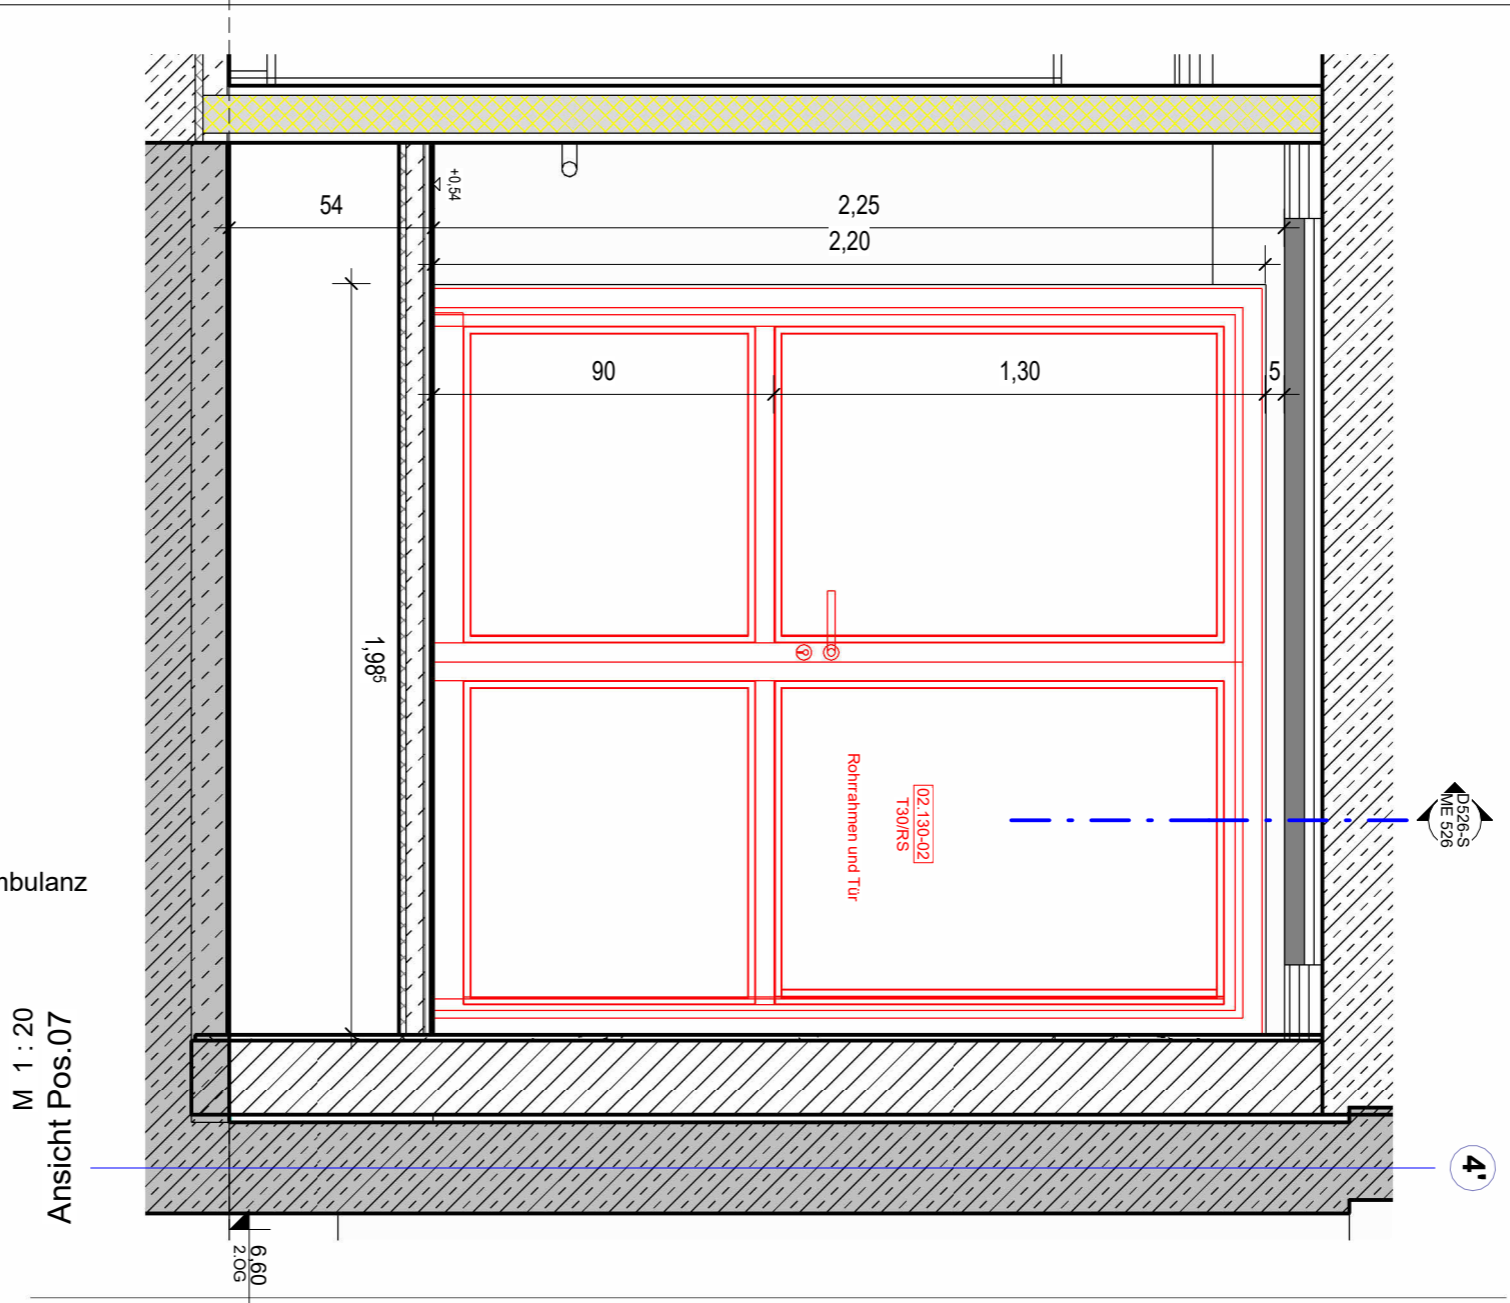 +0,54
54
2,25
2,20
90
1,30
5
1,98⁵
02.130-02
T30/RS
Rohrrahmen und Tür
D526-S
ME 526
mbulanz
M 1 : 20
Ansicht Pos.07
4'
6,60
2.OG